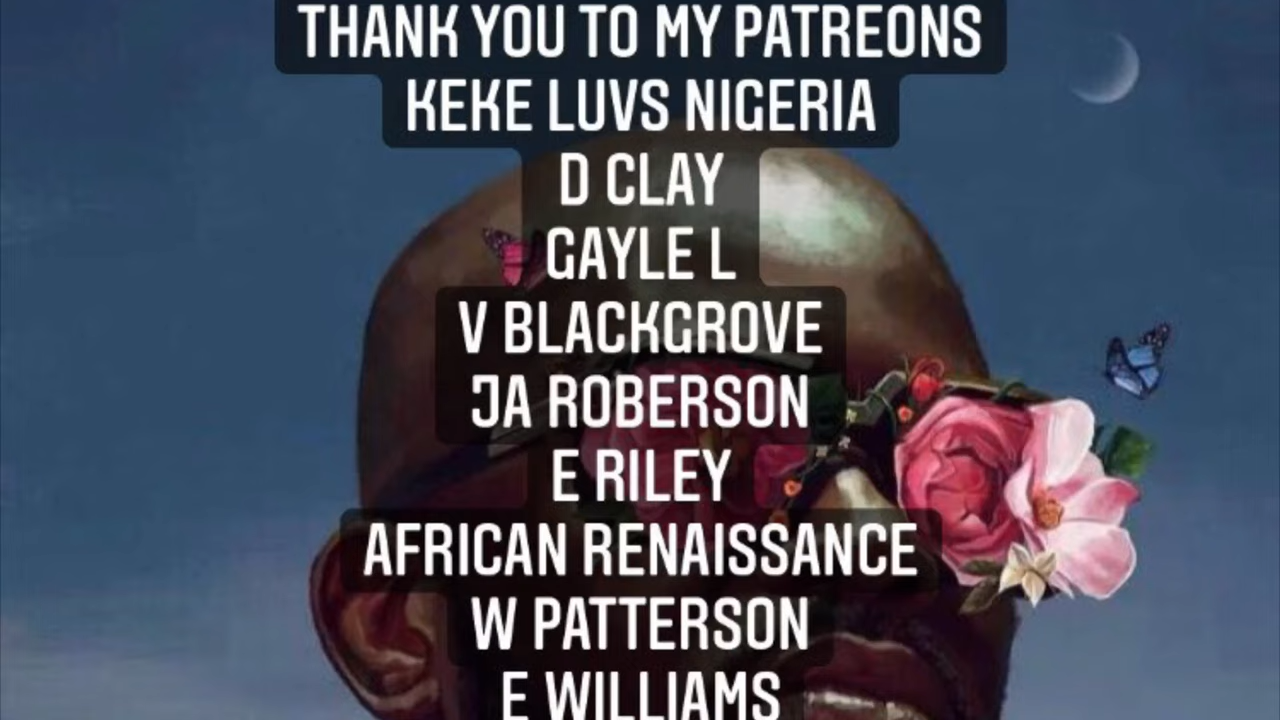 THANK YOU TO MY PATREONS
KEKE LUVS NIGERIA
D CLAY
GAYLE L
V BLACKGROVE
JA ROBERSON
E RILEY
AFRICAN RENAISSANCE
W PATTERSON
E WILLIAMS